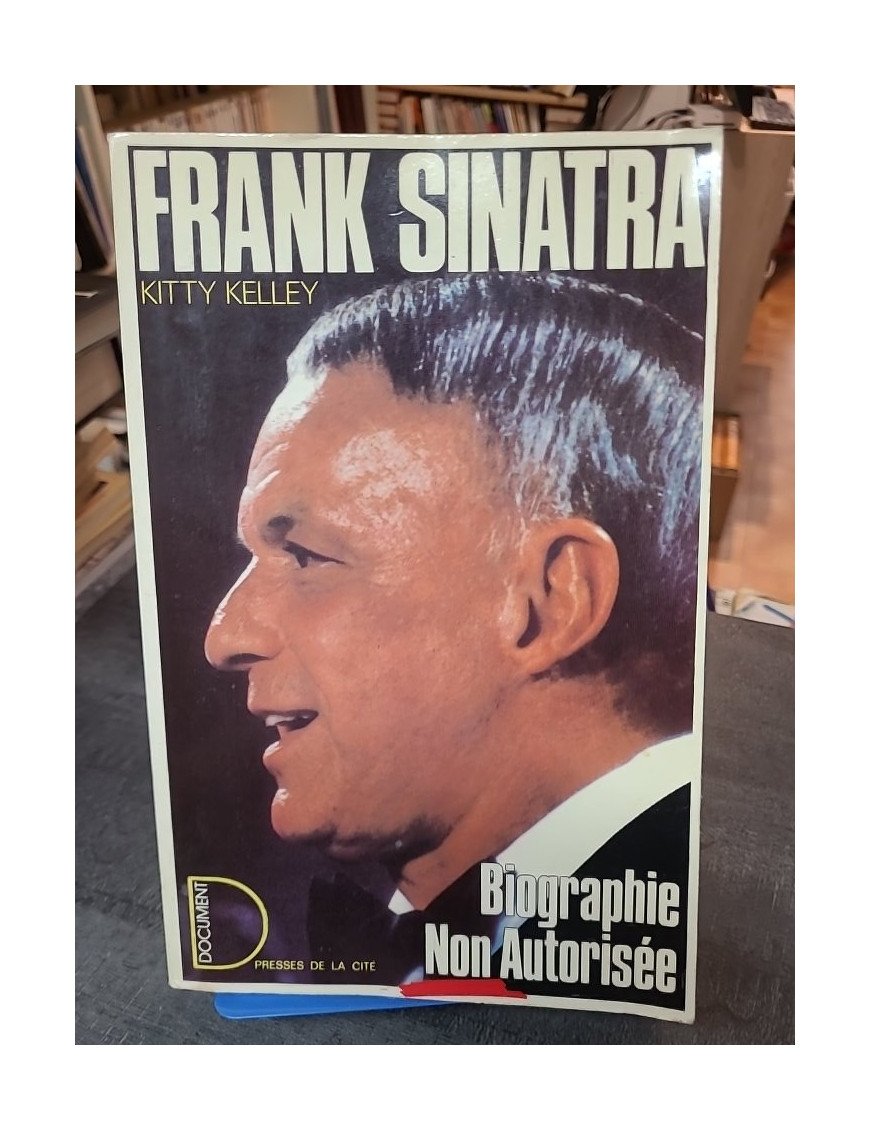 FRANK SINATRA
KITTY KELLEY
Biographie
Non Autorisée
DOCUMENT
PRESSES DE LA CITÉ